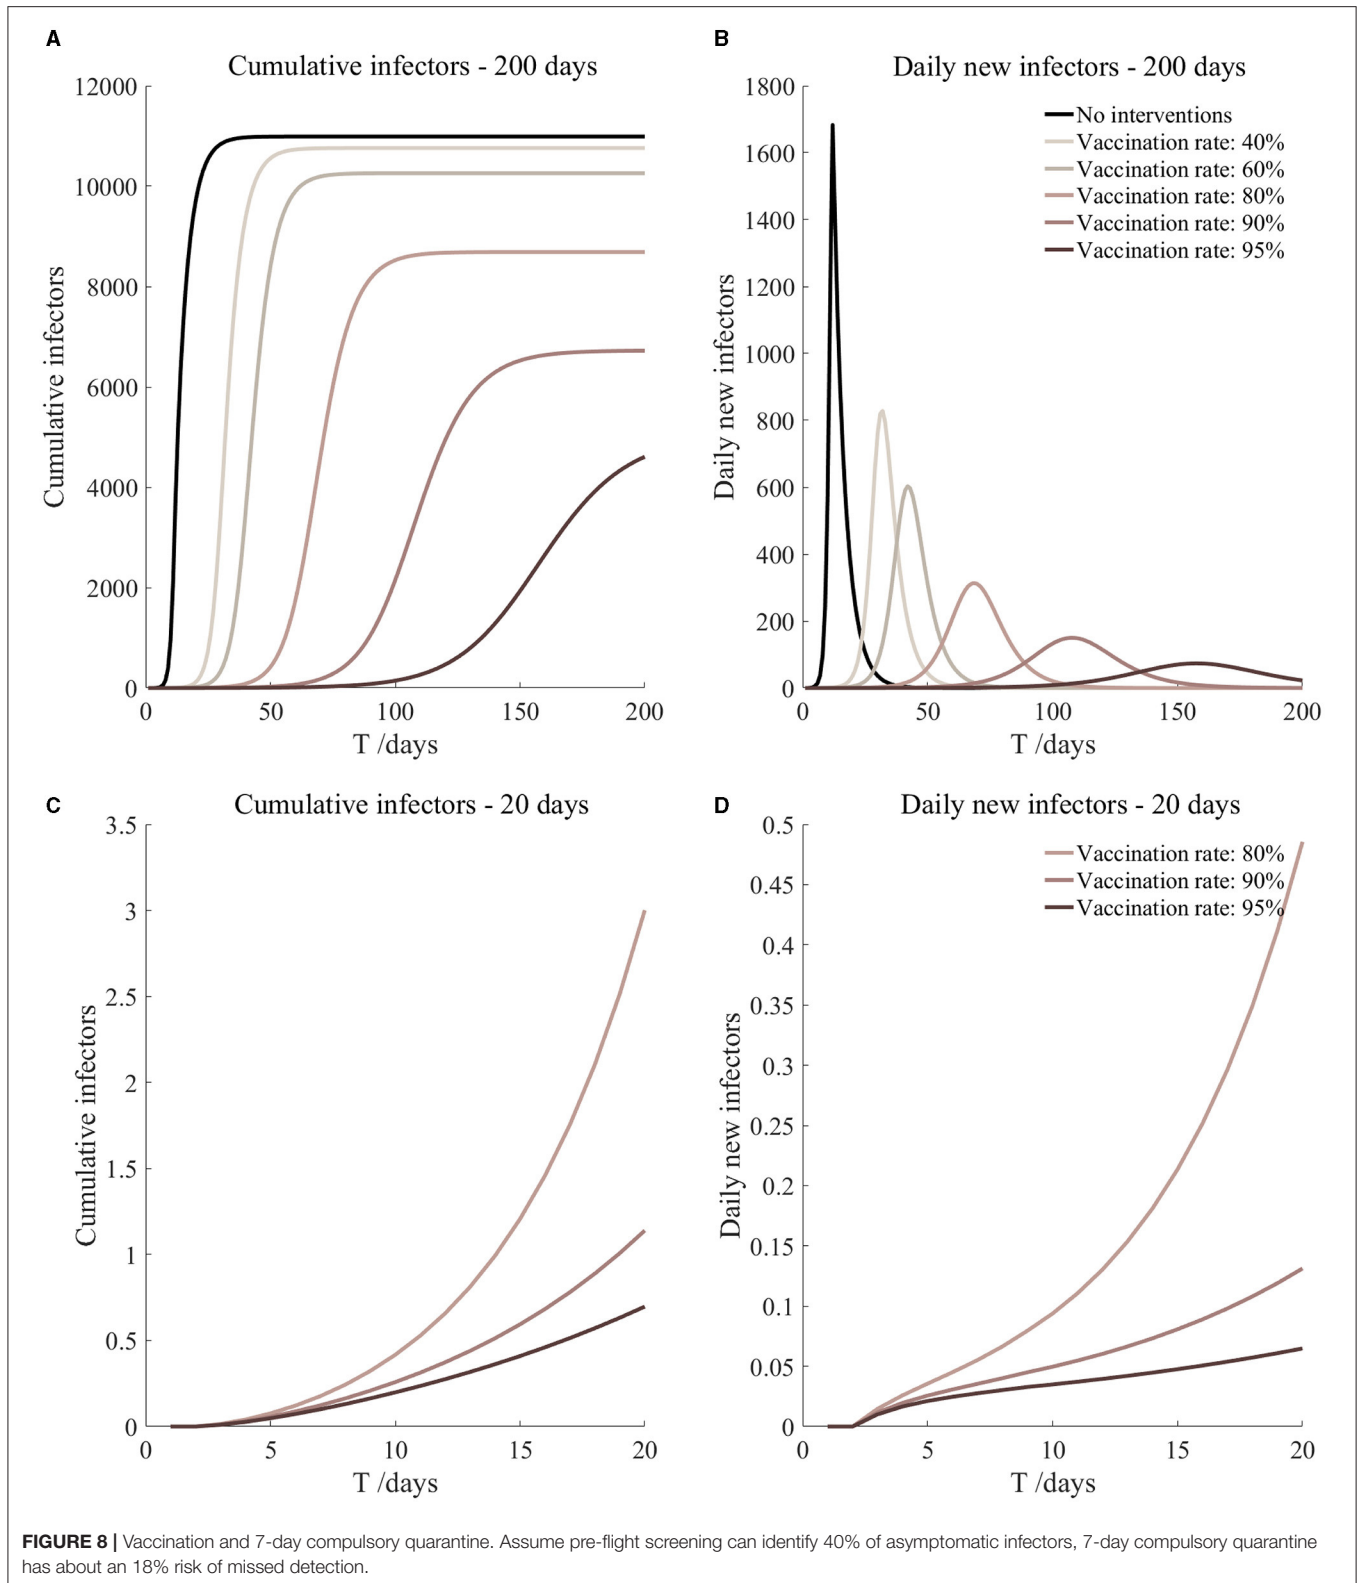 A
Cumulative infectors - 200 days
12000
10000
8000
6000
4000
2000
0
Cumulative infectors
0 50 100 150 200
T /days
B
Daily new infectors - 200 days
1800
1600
1400
1200
1000
800
600
400
200
0
Daily new infectors
No interventions
Vaccination rate: 40%
Vaccination rate: 60%
Vaccination rate: 80%
Vaccination rate: 90%
Vaccination rate: 95%
0 50 100 150 200
T /days
C
Cumulative infectors - 20 days
3.5
3
2.5
2
1.5
1
0.5
0
Cumulative infectors
0 5 10 15 20
T /days
D
Daily new infectors - 20 days
0.5
0.45
0.4
0.35
0.3
0.25
0.2
0.15
0.1
0.05
0
Daily new infectors
Vaccination rate: 80%
Vaccination rate: 90%
Vaccination rate: 95%
0 5 10 15 20
T /days
FIGURE 8 | Vaccination and 7-day compulsory quarantine. Assume pre-flight screening can identify 40% of asymptomatic infectors, 7-day compulsory quarantine
has about an 18% risk of missed detection.